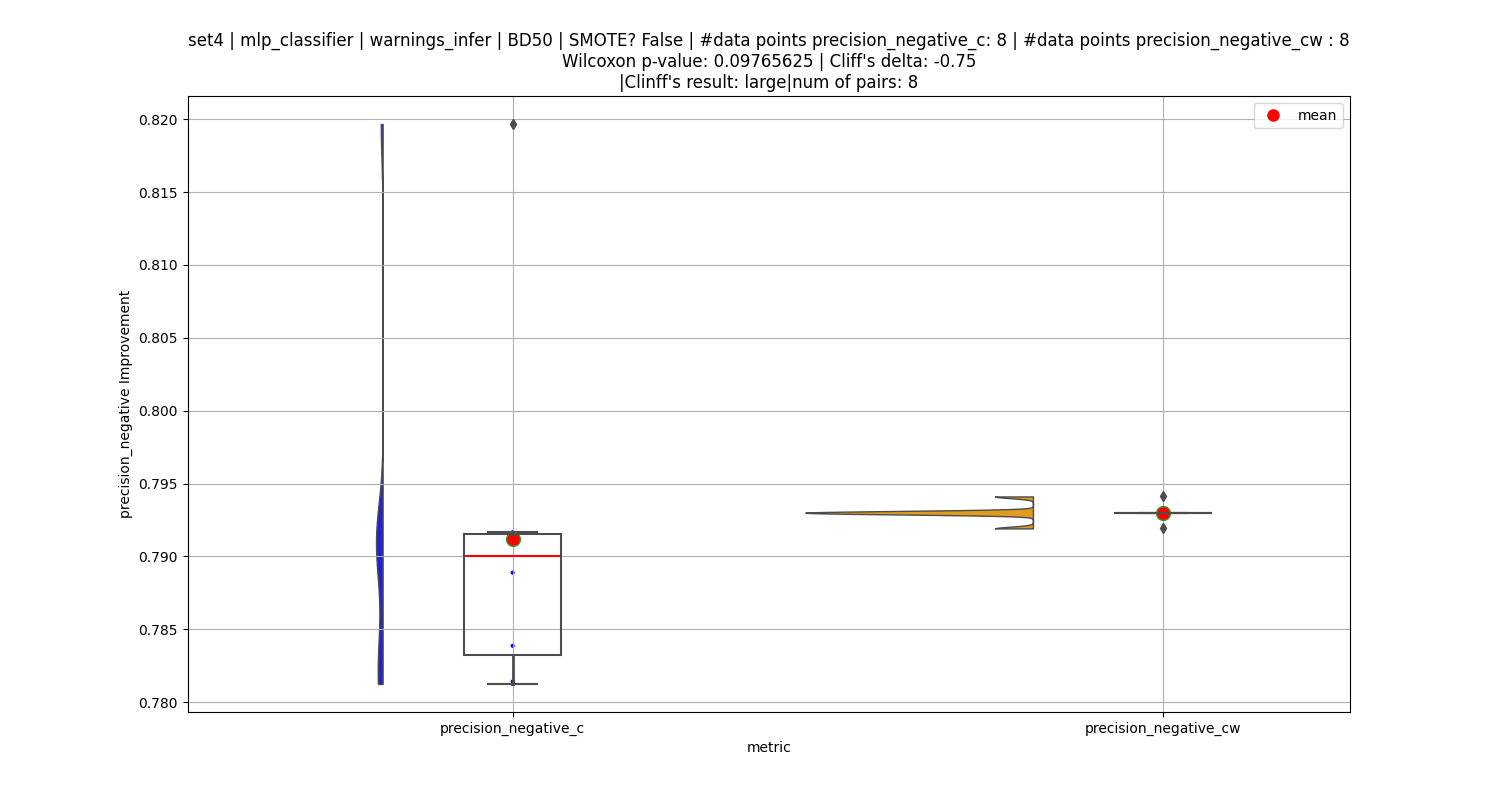 set4 | mlp_classifier | warnings_infer | BD50 | SMOTE? False | #data points precision_negative_c: 8 | #data points precision_negative_cw : 8
Wilcoxon p-value: 0.09765625 | Cliff's delta: -0.75
|Clinff's result: large|num of pairs: 8
mean
0.820
0.815
0.810
0.805
0.800
0.795
0.790
0.785
0.780
precision_negative Improvement
precision_negative_c
precision_negative_cw
metric